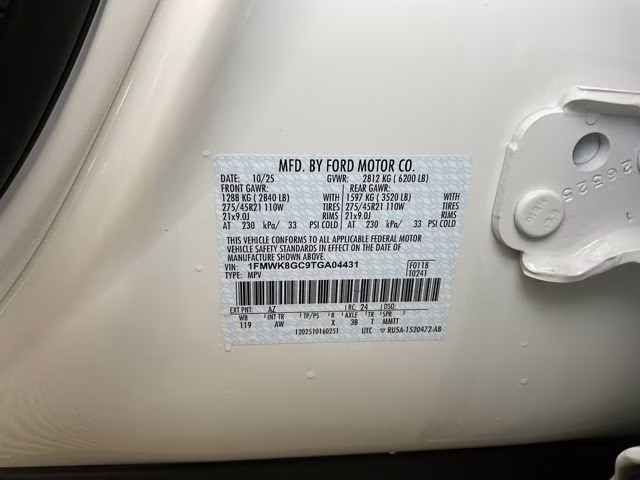 MFD. BY FORD MOTOR CO.
DATE: 10/25 GVWR: 2812 KG ( 6200 LB)
FRONT GAWR: REAR GAWR:
1288 KG ( 2840 LB) WITH 1597 KG ( 3520 LB) WITH
275/45R21 110W TIRES 275/45R21 110W TIRES
21x9.0J RIMS 21x9.0J RIMS
AT 230 kPa/ 33 PSI COLD AT 230 kPa/ 33 PSI COLD
THIS VEHICLE CONFORMS TO ALL APPLICABLE FEDERAL MOTOR
VEHICLE SAFETY STANDARDS IN EFFECT ON THE DATE OF
MANUFACTURE SHOWN ABOVE.
VIN: 1FMWK8GC9TGA04431 F0118
TYPE: MPV T0241
EXT PNT: AZ RC: 24 DSO:
WB INT TR TP/PS R AXLE TR SPR
119 AW X 38 T MMTT
1202510160251 UTC ▽ RU5A-1520472-AB
26325